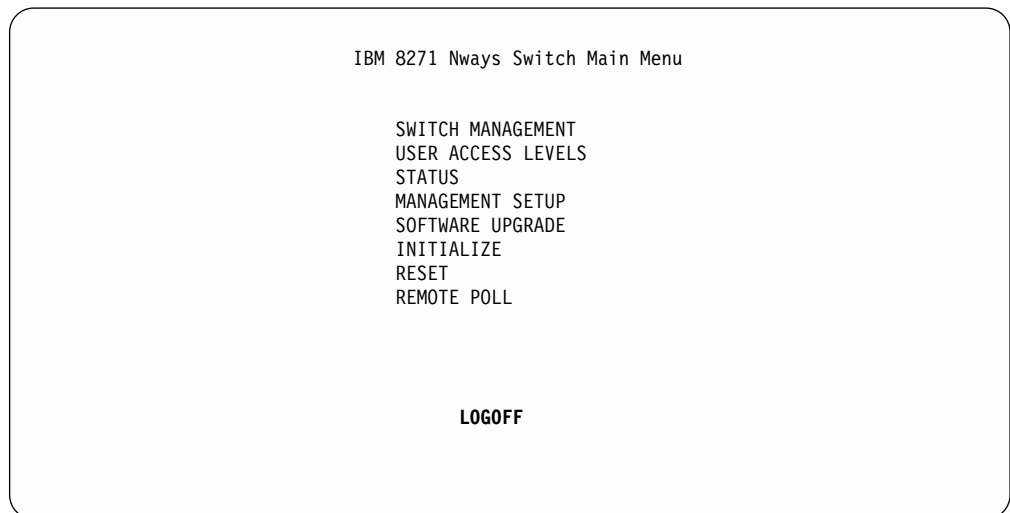 IBM 8271 Nways Switch Main Menu
SWITCH MANAGEMENT
USER ACCESS LEVELS
STATUS
MANAGEMENT SETUP
SOFTWARE UPGRADE
INITIALIZE
RESET
REMOTE POLL
LOGOFF